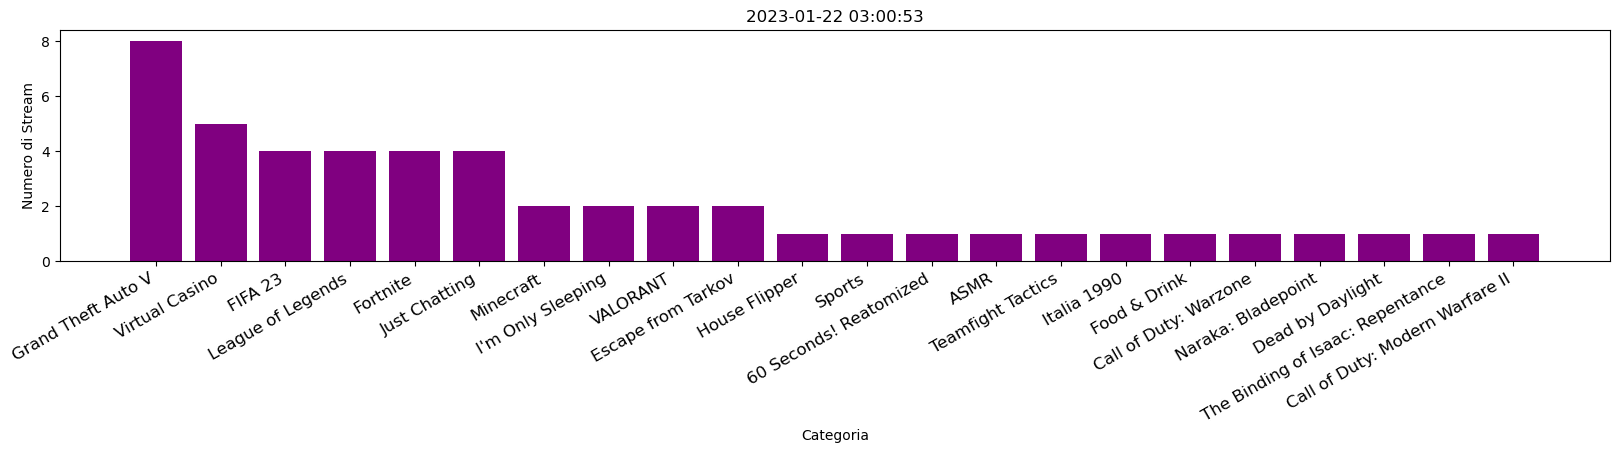 2023-01-22 03:00:53
Numero di Stream
8
6
4
2
0
Grand Theft Auto V
Virtual Casino
FIFA 23
League of Legends
Fortnite
Just Chatting
Minecraft
I'm Only Sleeping
VALORANT
Escape from Tarkov
House Flipper
Sports
60 Seconds! Reatomized
ASMR
Teamfight Tactics
Italia 1990
Food & Drink
Call of Duty: Warzone
Naraka: Bladepoint
Dead by Daylight
The Binding of Isaac: Repentance
Call of Duty: Modern Warfare II
Categoria